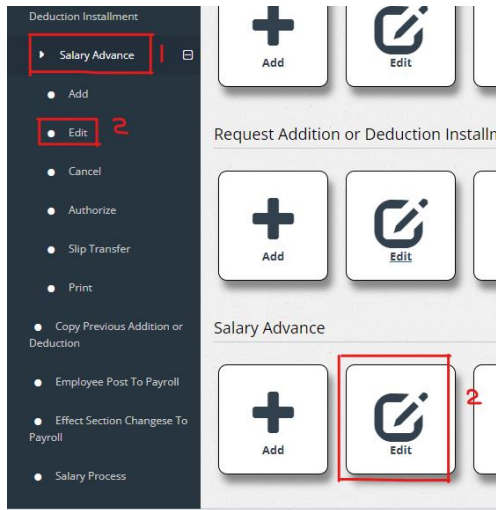 Deduction Installment
Salary Advance
1
Add
Edit
2
Cancel
Authorize
Slip Transfer
Print
Copy Previous Addition or
Deduction
Employee Post To Payroll
Effect Section Changese To
Payroll
Salary Process
Add
Edit
Request Addition or Deduction Installm
Add
Edit
Salary Advance
Add
Edit
2